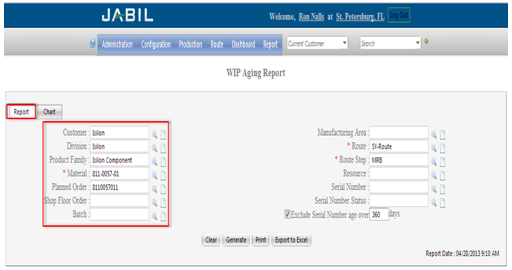 JABIL
Welcome, Ron Nalls at St. Petersburg, FL Log Out
Administration Configuration Production Route Dashboard Report Current Customer Search
WIP Aging Report
Report Chart
Customer : Isilon
Division : Isilon
Product Family : Isilon Component
* Material : 811-0057-01
Planned Order : 8110057011
Shop Floor Order :
Batch :
Manufacturing Area :
* Route : SY-Route
* Route Step : MRB
Resource :
Serial Number :
Serial Number Status :
Exclude Serial Number age over 360 days
Clear Generate Print Export to Excel
Report Date : 04/28/2013 9:10 AM